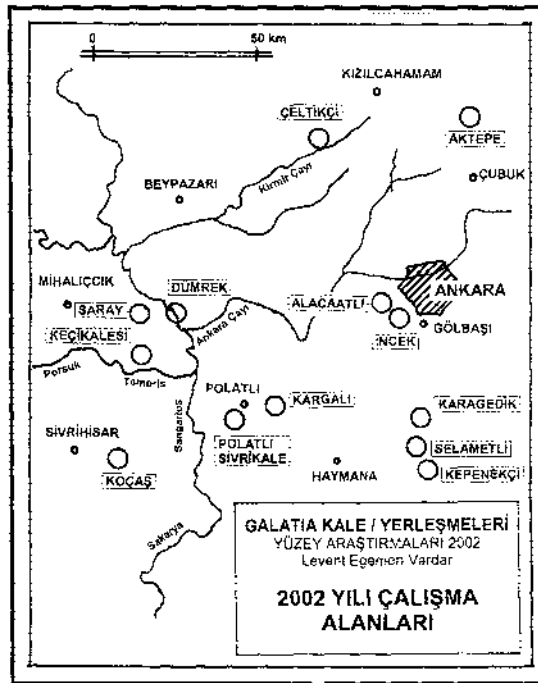 0 50 km
KIZILCAHAMAM
ÇELTİKÇİ
AKTEPE
ÇUBUK
Kirmir Çayı
BEYPAZARI
MİHALIÇCIK
DÜMREK
ANKARA
SARAY
ALACAATLI
GÖLBAŞI
İNCEK
KEÇİKALESİ
Ankara Çayı
Porsuk
Tembris
Sangarios
POLATLI
KARGALI
KARAGEDİK
POLATLI
SİVRİKALE
SİVRİHİSAR
SELAMETLİ
HAYMANA
KEPENEKÇİ
KOÇAŞ
Sakarya
GALATIA KALE / YERLEŞMELERİ
YÜZEY ARAŞTIRMALARI 2002
Levent Egemen Vardar
2002 YILI ÇALIŞMA
ALANLARI